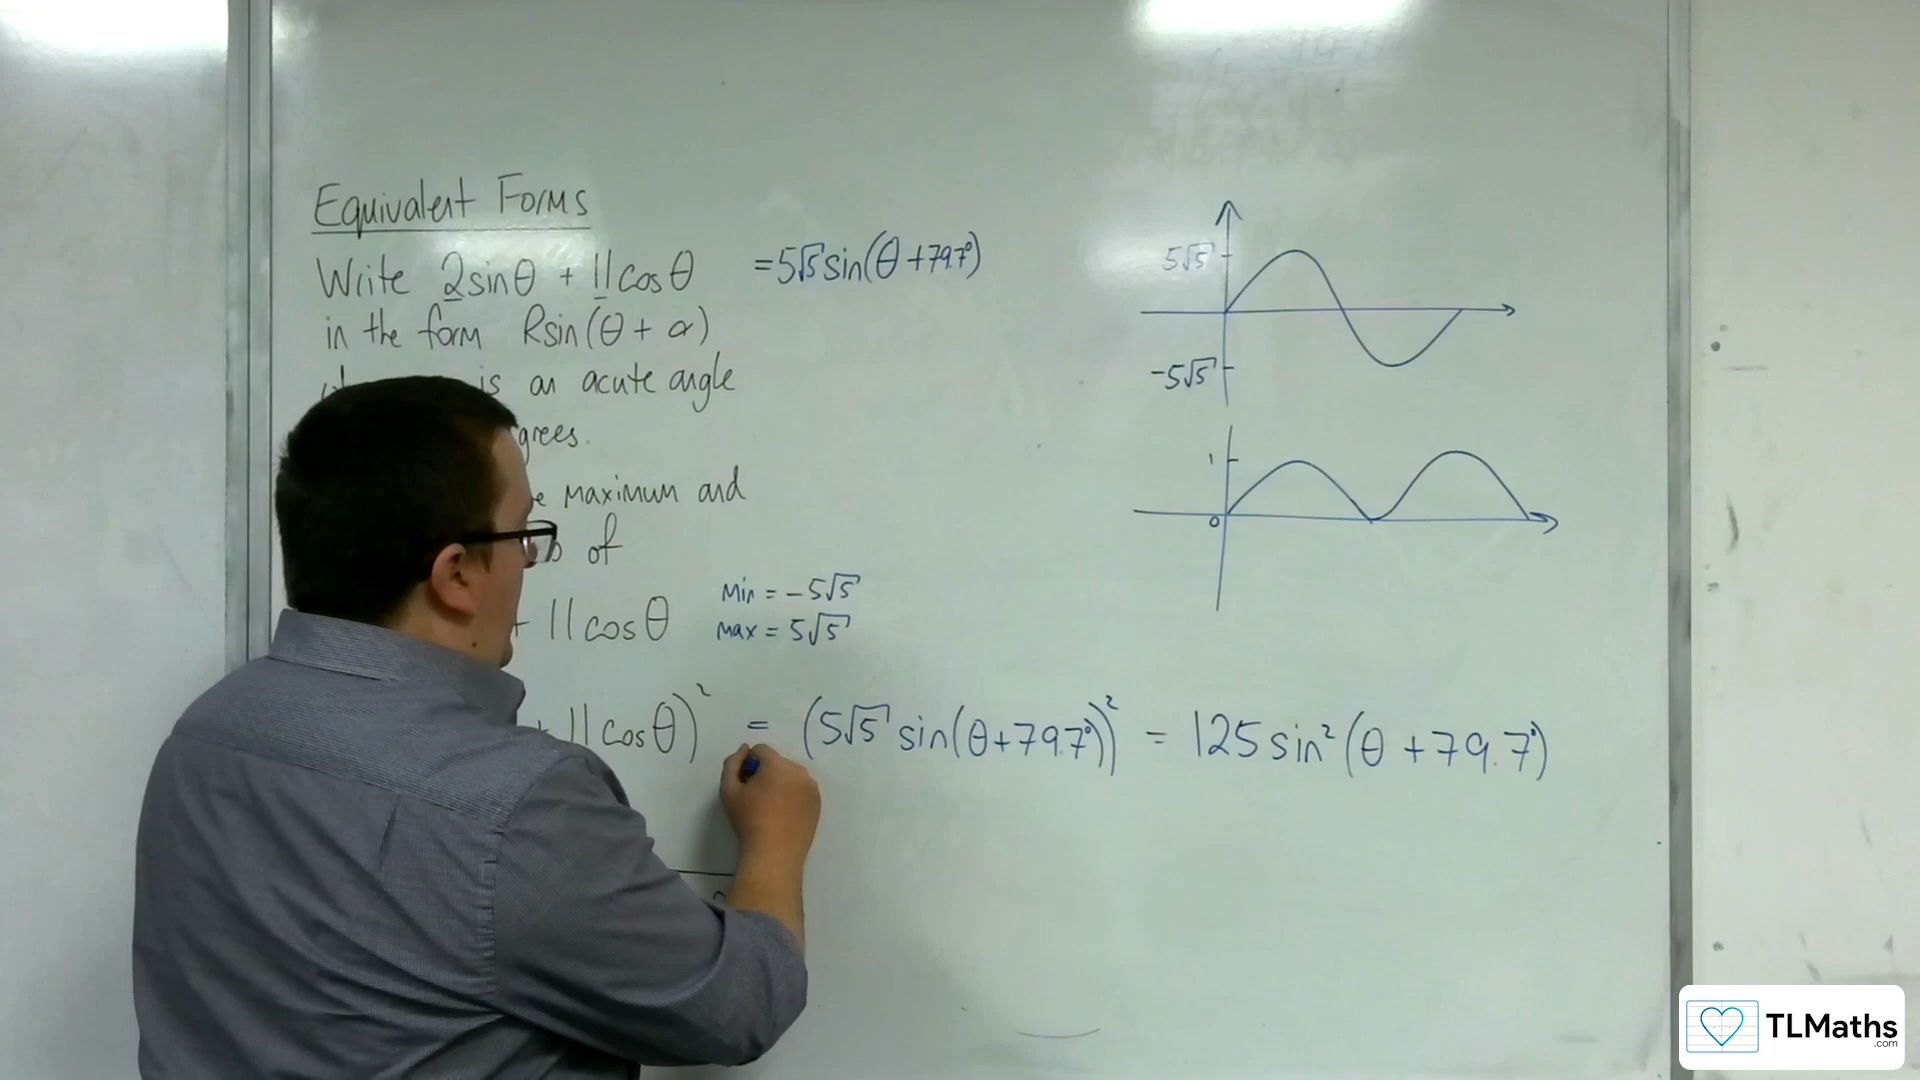 Equivalent Forms
Write 2sinθ + 11cosθ = 5√5 sin(θ + 79.7°)
in the form Rsin(θ + α)
is an acute angle
grees.
maximum and
of
+ 11cosθ
min = -5√5
max = 5√5
+ 11cosθ)² = (5√5 sin(θ+79.7°))² = 125 sin²(θ + 79.7°)
5√5
-5√5
1
0
TLMaths
.com